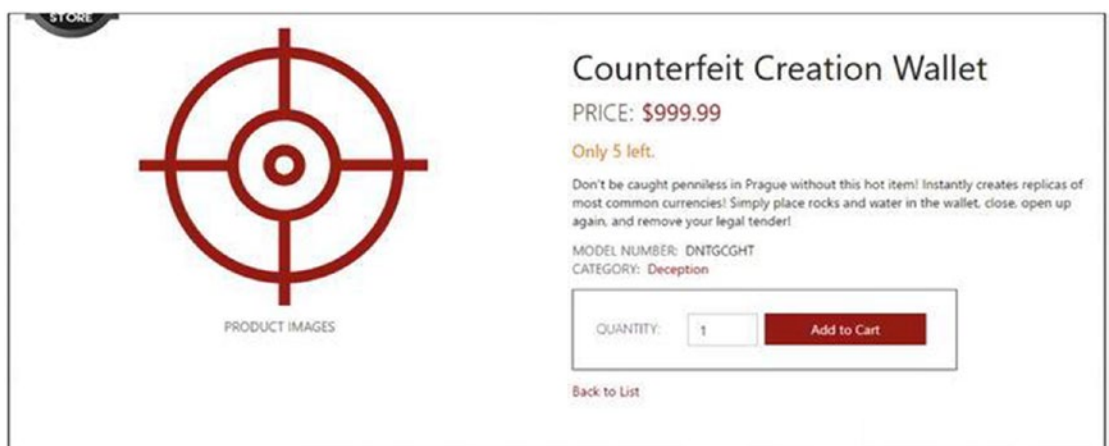 STORE
Counterfeit Creation Wallet
PRICE: $999.99
Only 5 left.
Don't be caught penniless in Prague without this hot item! Instantly creates replicas of
most common currencies! Simply place rocks and water in the wallet, close, open up
again, and remove your legal tender!
MODEL NUMBER: DNTGCGHT
CATEGORY: Deception
PRODUCT IMAGES
QUANTITY: 1 Add to Cart
Back to List